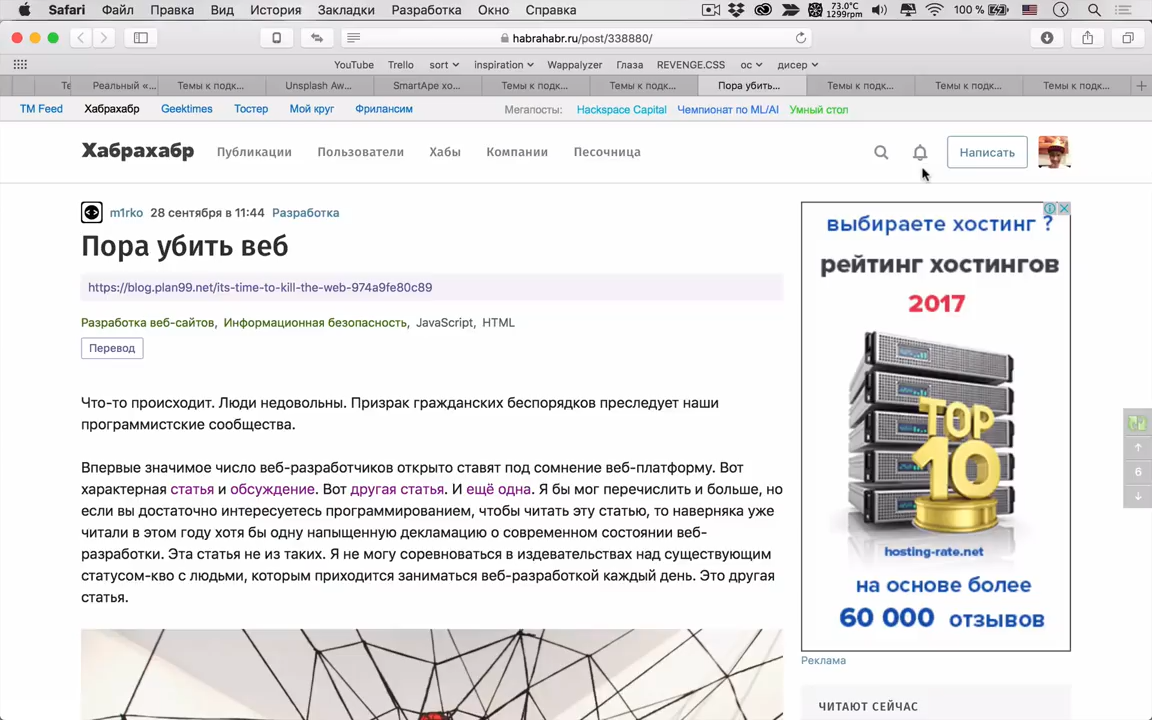 Safari Файл Правка Вид История Закладки Разработка Окно Справка 73.0°C 1299rpm 100 %
habrahabr.ru/post/338880/
YouTube Trello sort inspiration Wappalyzer Глаза REVENGE.CSS ос дисер
Те Реальный «... Темы к подк... Unsplash Aw... SmartApe хо... Темы к подк... Темы к подк... Пора убить... Темы к подк... Темы к подк... Темы к подк...
TM Feed Хабрахабр Geektimes Тостер Мой круг Фрилансим Мегапосты: Hackspace Capital Чемпионат по ML/AI Умный стол
Хабрахабр Публикации Пользователи Хабы Компании Песочница Написать
m1rko 28 сентября в 11:44 Разработка
Пора убить веб
https://blog.plan99.net/its-time-to-kill-the-web-974a9fe80c89
Разработка веб-сайтов, Информационная безопасность, JavaScript, HTML
Перевод
Что-то происходит. Люди недовольны. Призрак гражданских беспорядков преследует наши
программистские сообщества.
Впервые значимое число веб-разработчиков открыто ставят под сомнение веб-платформу. Вот
характерная статья и обсуждение. Вот другая статья. И ещё одна. Я бы мог перечислить и больше, но
если вы достаточно интересуетесь программированием, чтобы читать эту статью, то наверняка уже
читали в этом году хотя бы одну напыщенную декламацию о современном состоянии веб-
разработки. Эта статья не из таких. Я не могу соревноваться в издевательствах над существующим
статусом-кво с людьми, которым приходится заниматься веб-разработкой каждый день. Это другая
статья.
выбираете хостинг ?
рейтинг хостингов
2017
TOP
10
hosting-rate.net
на основе более
60 000 отзывов
Реклама
ЧИТАЮТ СЕЙЧАС
6